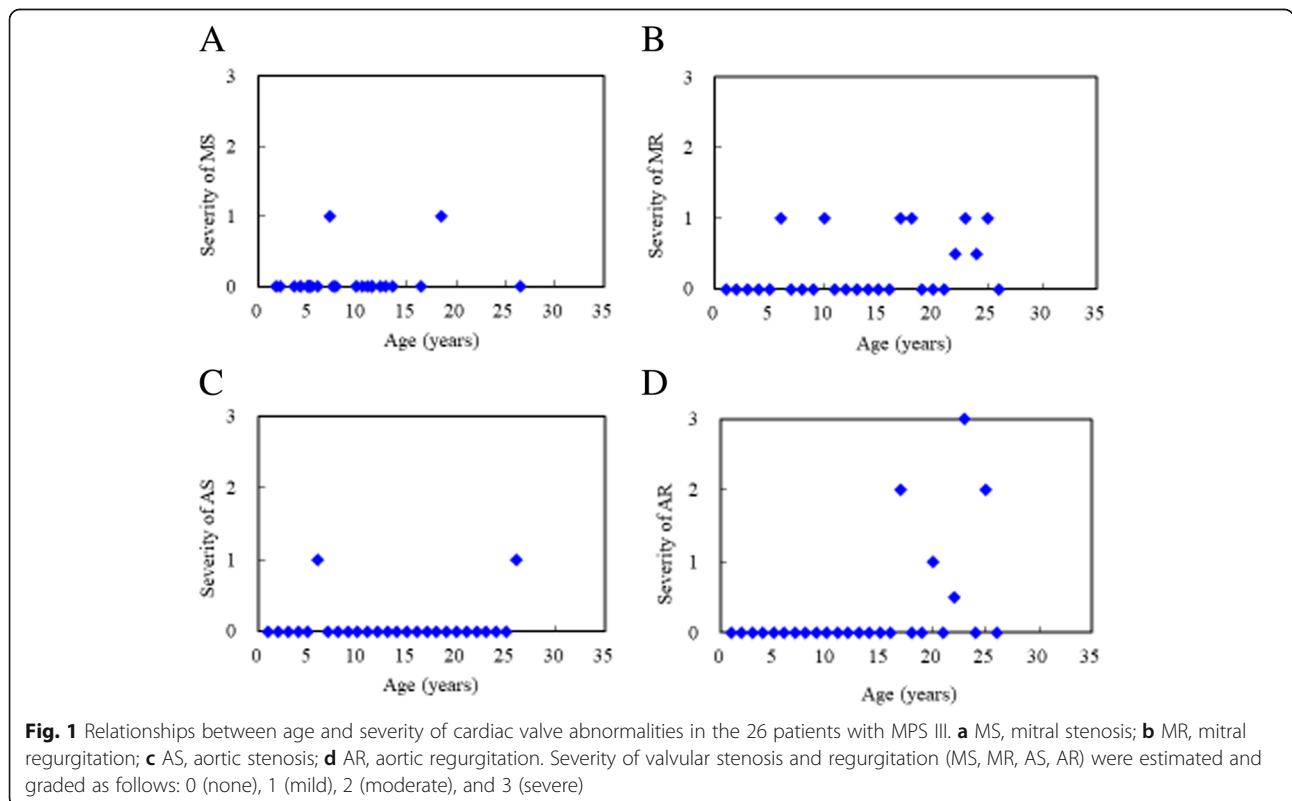 A
B
3
2
1
0
Severity of MS
0 5 10 15 20 25 30 35
Age (years)
3
2
1
0
Severity of MR
0 5 10 15 20 25 30 35
Age (years)
C
D
3
2
1
0
Severity of AS
0 5 10 15 20 25 30 35
Age (years)
3
2
1
0
Severity of AR
0 5 10 15 20 25 30 35
Age (years)
Fig. 1 Relationships between age and severity of cardiac valve abnormalities in the 26 patients with MPS III. a MS, mitral stenosis; b MR, mitral
regurgitation; c AS, aortic stenosis; d AR, aortic regurgitation. Severity of valvular stenosis and regurgitation (MS, MR, AS, AR) were estimated and
graded as follows: 0 (none), 1 (mild), 2 (moderate), and 3 (severe)